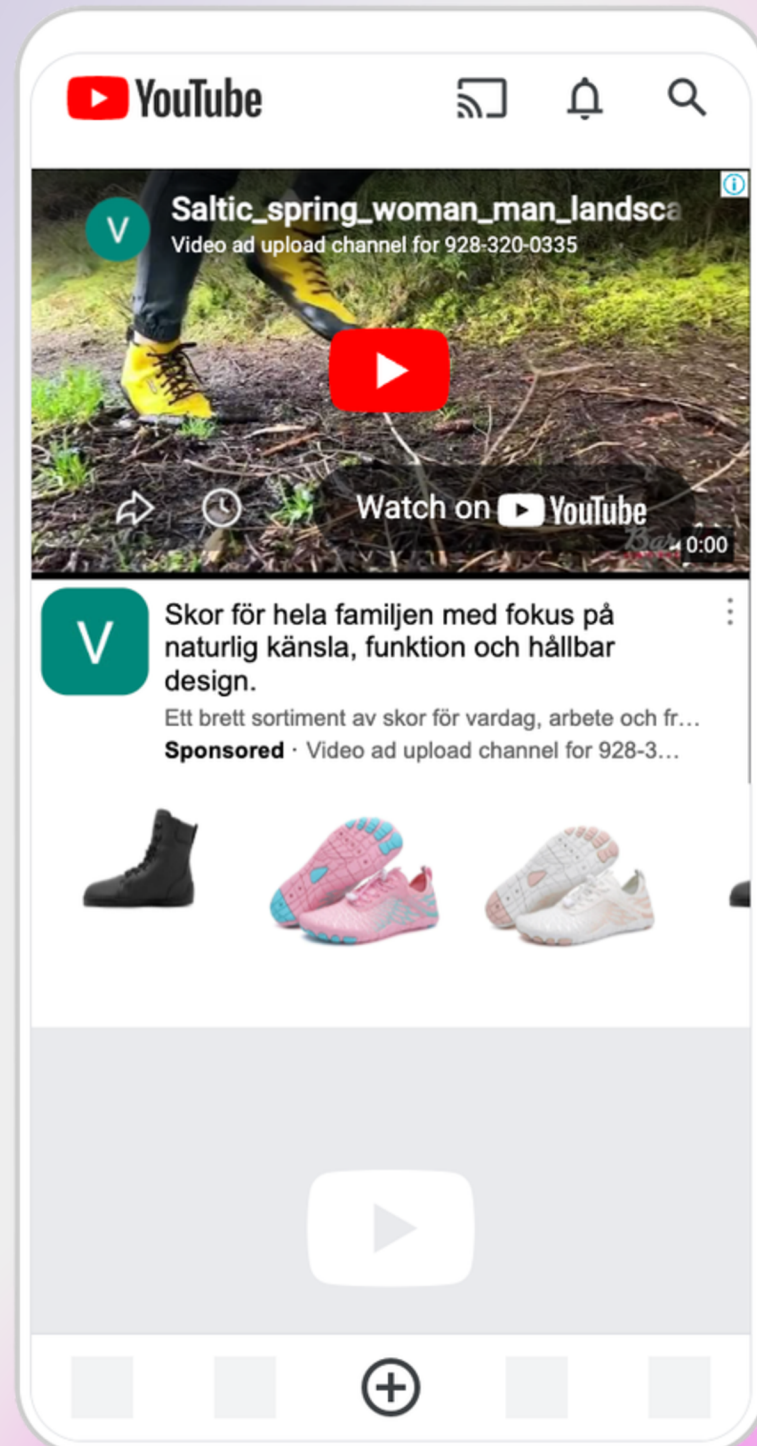 YouTube
V
Saltic_spring_woman_man_landsca
Video ad upload channel for 928-320-0335
Watch on YouTube
0:00
V
Skor för hela familjen med fokus på
naturlig känsla, funktion och hållbar
design.
Ett brett sortiment av skor för vardag, arbete och fr...
Sponsored · Video ad upload channel for 928-3...